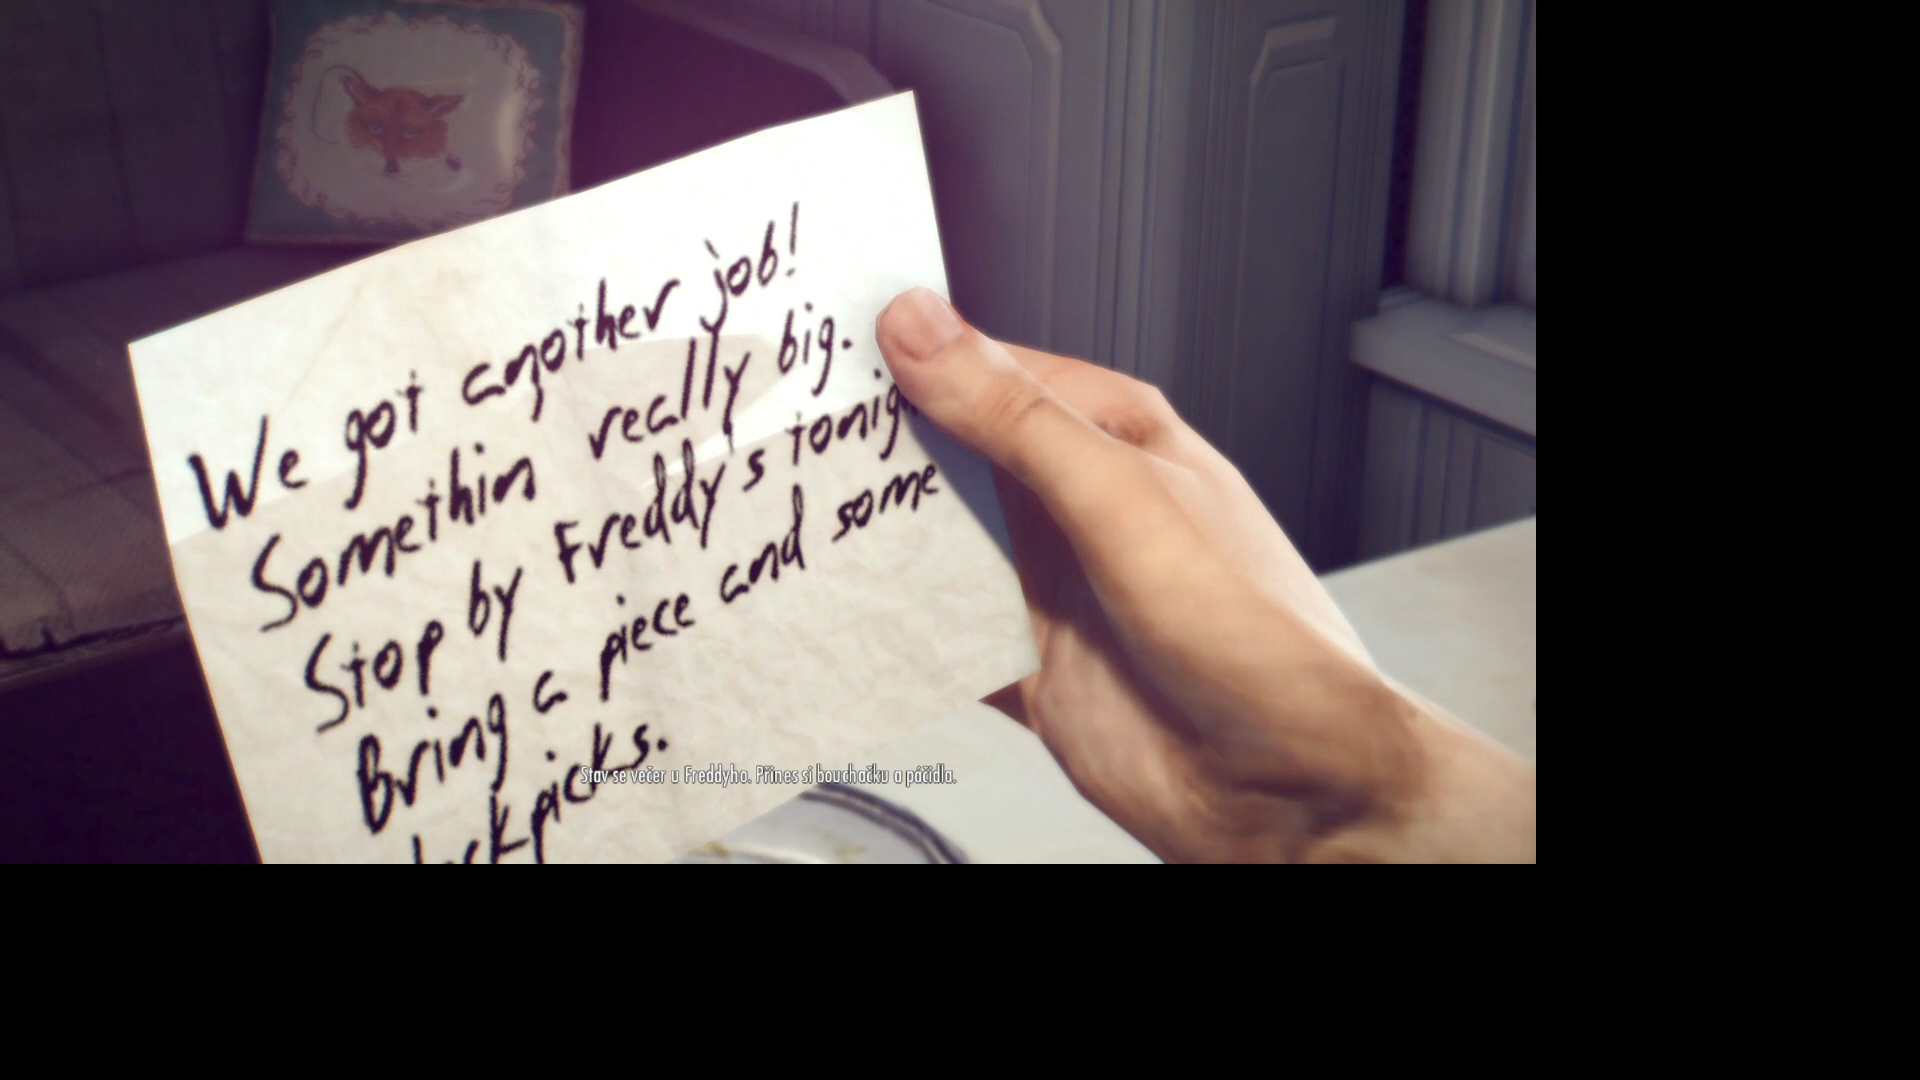 We got another job!
Somethin really big.
Stop by Freddy's
Bring a piece and some
lockpicks.
Stav se večer u Freddyho. Přines si bouchačku a páčidla.